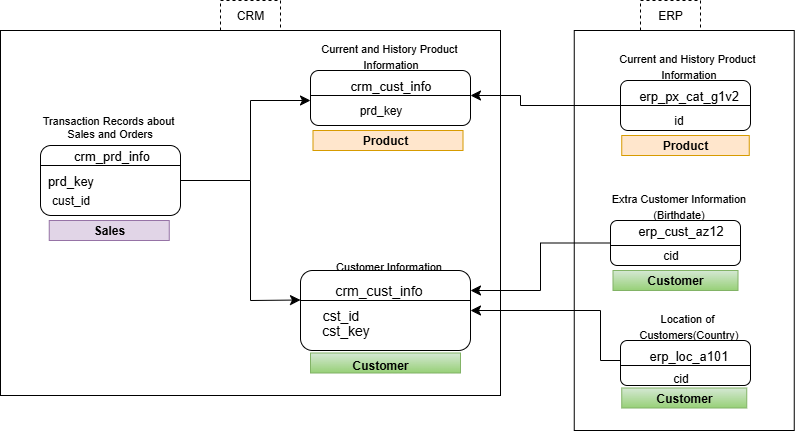 CRM
ERP
Current and History Product
Information
crm_cust_info
prd_key
Product
Transaction Records about
Sales and Orders
crm_prd_info
prd_key
cust_id
Sales
Customer Information
crm_cust_info
cst_id
cst_key
Customer
Current and History Product
Information
erp_px_cat_g1v2
id
Product
Extra Customer Information
(Birthdate)
erp_cust_az12
cid
Customer
Location of
Customers(Country)
erp_loc_a101
cid
Customer